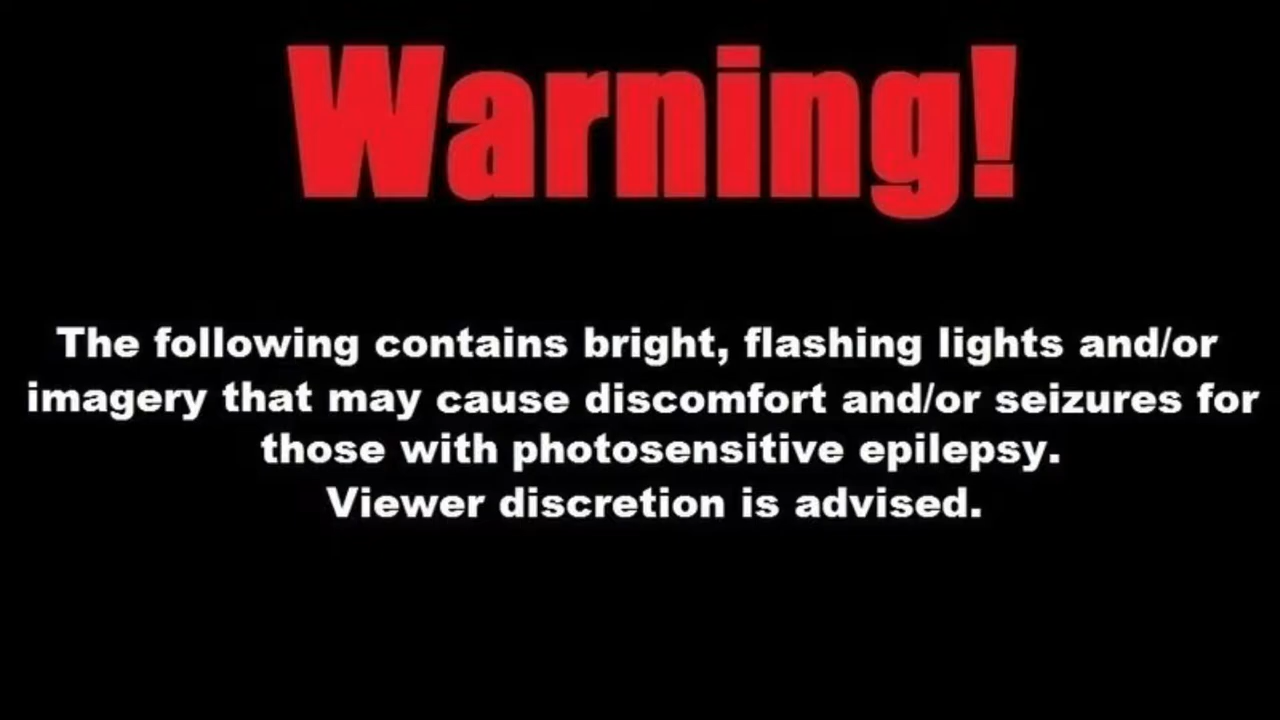 Warning!
The following contains bright, flashing lights and/or
imagery that may cause discomfort and/or seizures for
those with photosensitive epilepsy.
Viewer discretion is advised.